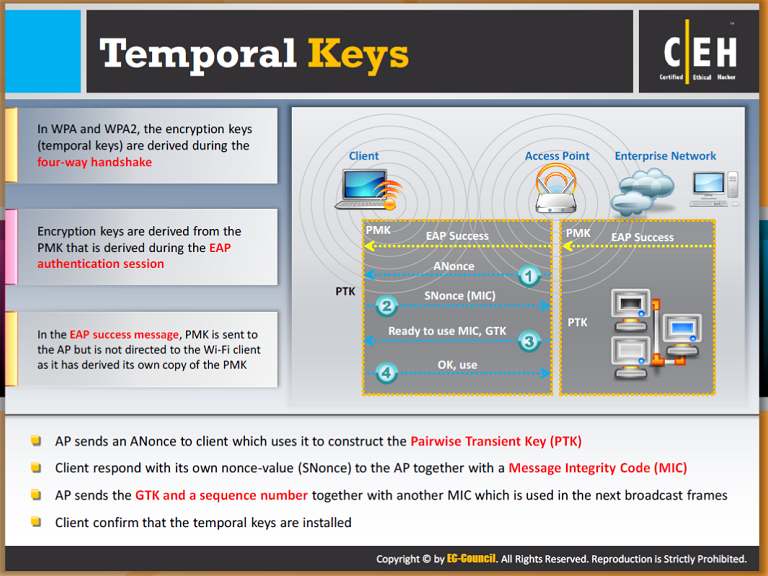 Temporal Keys
™
CEH
Certified Ethical Hacker
In WPA and WPA2, the encryption keys
(temporal keys) are derived during the
four-way handshake
Encryption keys are derived from the
PMK that is derived during the EAP
authentication session
In the EAP success message, PMK is sent to
the AP but is not directed to the Wi-Fi client
as it has derived its own copy of the PMK
Client
Access Point
Enterprise Network
PMK
EAP Success
PMK
EAP Success
ANonce
1
PTK
SNonce (MIC)
2
PTK
Ready to use MIC, GTK
3
OK, use
4
AP sends an ANonce to client which uses it to construct the Pairwise Transient Key (PTK)
Client respond with its own nonce-value (SNonce) to the AP together with a Message Integrity Code (MIC)
AP sends the GTK and a sequence number together with another MIC which is used in the next broadcast frames
Client confirm that the temporal keys are installed
Copyright © by EC-Council. All Rights Reserved. Reproduction is Strictly Prohibited.